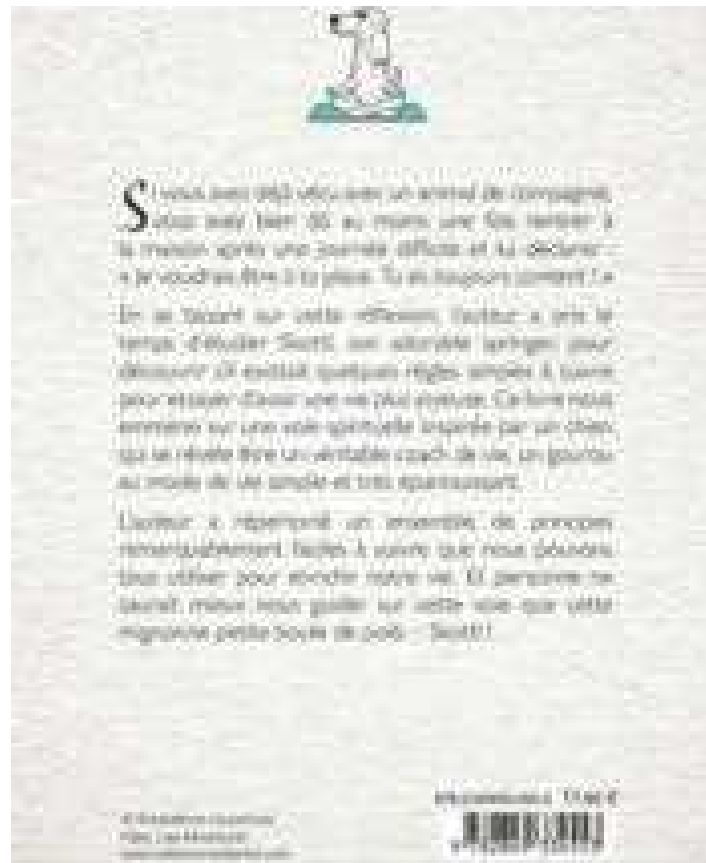 Si vous avez déjà vécu avec un animal de compagnie,
vous avez bien dû au moins une fois rentrer à
la maison après une journée difficile et lui déclarer :
« Je voudrais être à ta place. Tu es toujours content ! »
En se basant sur cette réflexion, l'auteur a pris le
temps d'étudier son adorable springer, pour
découvrir s'il existait quelques règles simples à suivre
pour essayer d'avoir une vie plus joyeuse. Ce livre nous
emmène sur une voie spirituelle inspirée par un chien
qui se révèle être un véritable coach de vie, un gourou
au mode de vie simple et très épanouissant.
L'auteur a répertorié un ensemble de principes
remarquablement faciles à suivre que nous pouvons
tous utiliser pour enrichir notre vie. Et personne ne
saurait mieux nous guider sur cette voie que cette
mignonne petite boule de poils